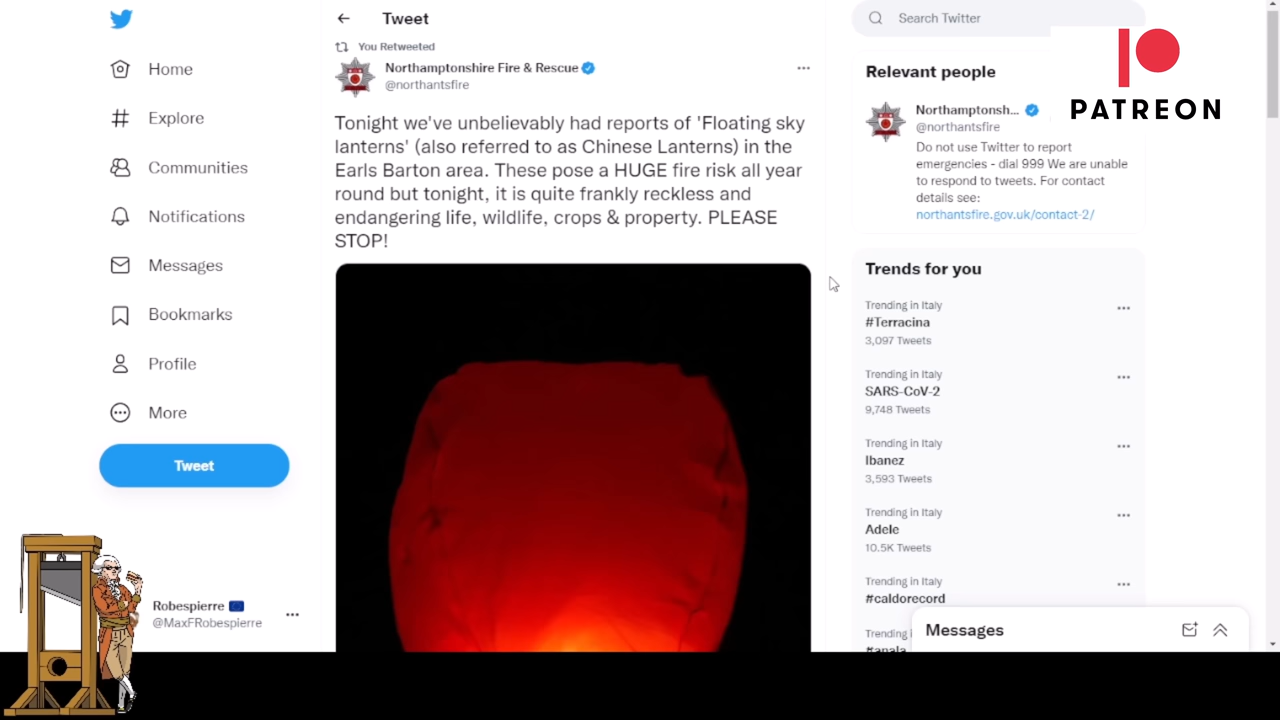 Home
Explore
Communities
Notifications
Messages
Bookmarks
Profile
More
Tweet
Robespierre
@MaxFRobespierre
Tweet
You Retweeted
Northamptonshire Fire & Rescue
@northantsfire
Tonight we've unbelievably had reports of 'Floating sky
lanterns' (also referred to as Chinese Lanterns) in the
Earls Barton area. These pose a HUGE fire risk all year
round but tonight, it is quite frankly reckless and
endangering life, wildlife, crops & property. PLEASE
STOP!
Search Twitter
PATREON
Relevant people
Northamptonsh...
@northantsfire
Do not use Twitter to report
emergencies - dial 999 We are unable
to respond to tweets. For contact
details see:
northantsfire.gov.uk/contact-2/
Trends for you
Trending in Italy
#Terracina
3,097 Tweets
Trending in Italy
SARS-CoV-2
9,748 Tweets
Trending in Italy
Ibanez
3,593 Tweets
Trending in Italy
Adele
10.5K Tweets
Trending in Italy
#caldorecord
Messages